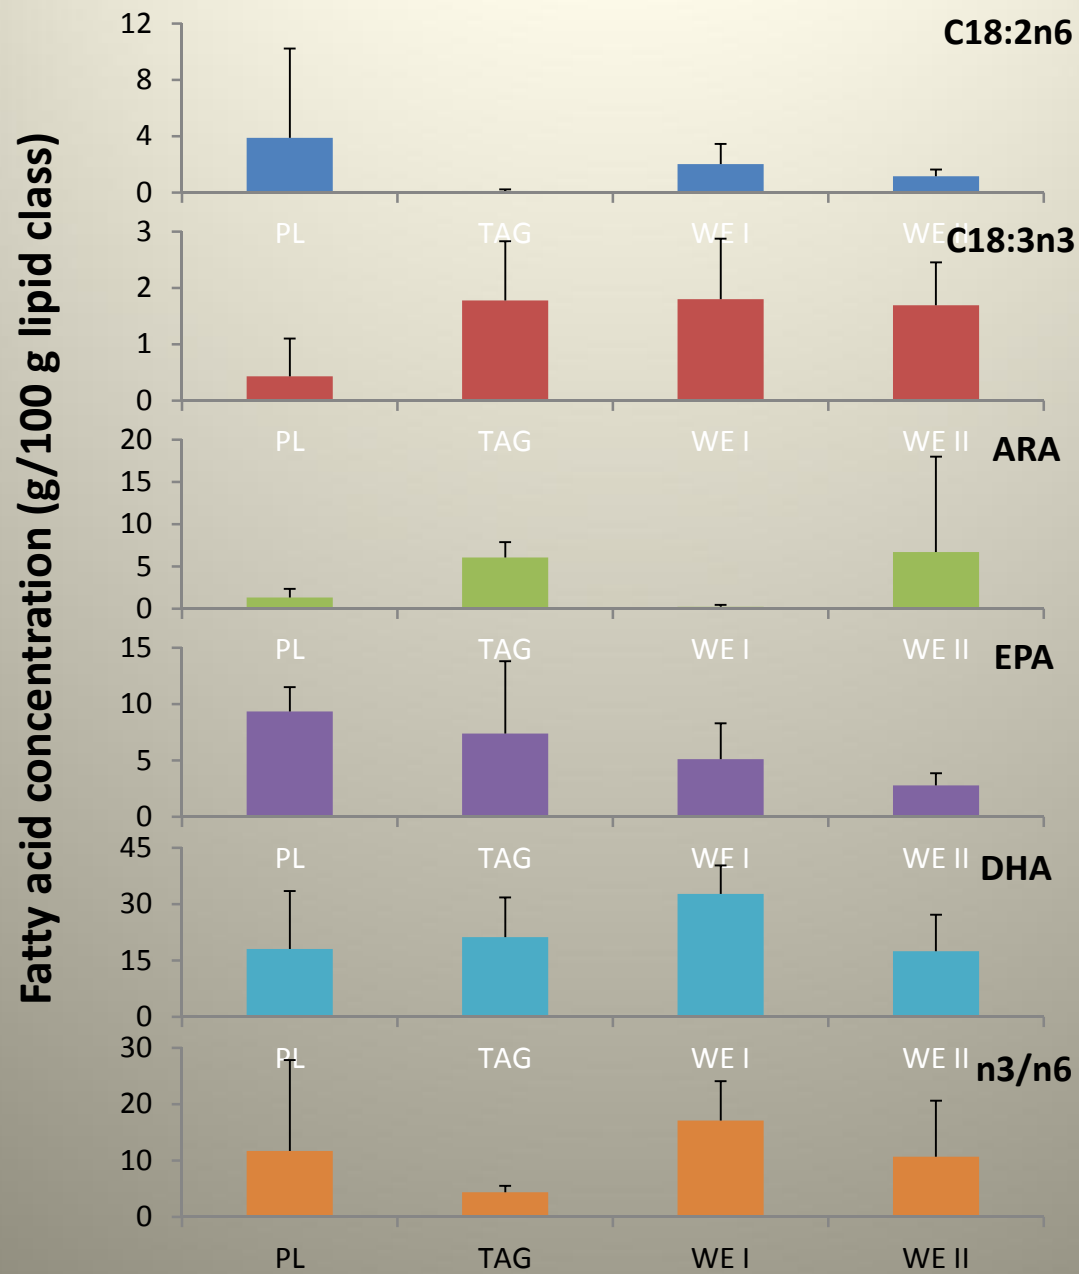 Fatty acid concentration (g/100 g lipid class)
C18:2n6
12
8
4
0
PL TAG WE I WE II
C18:3n3
3
2
1
0
PL TAG WE I WE II
ARA
20
15
10
5
0
PL TAG WE I WE II
EPA
15
10
5
0
PL TAG WE I WE II
DHA
45
30
15
0
PL TAG WE I WE II
n3/n6
30
20
10
0
PL TAG WE I WE II